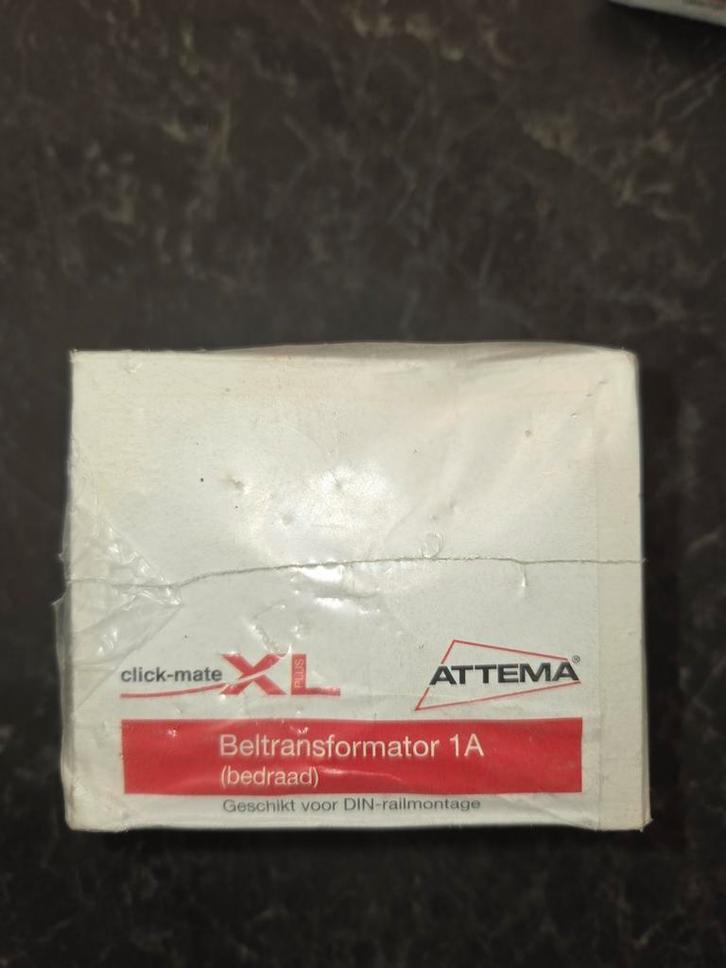 click-mate XL PLUS
ATTEMA®
Beltransformator 1A
(bedraad)
Geschikt voor DIN-railmontage